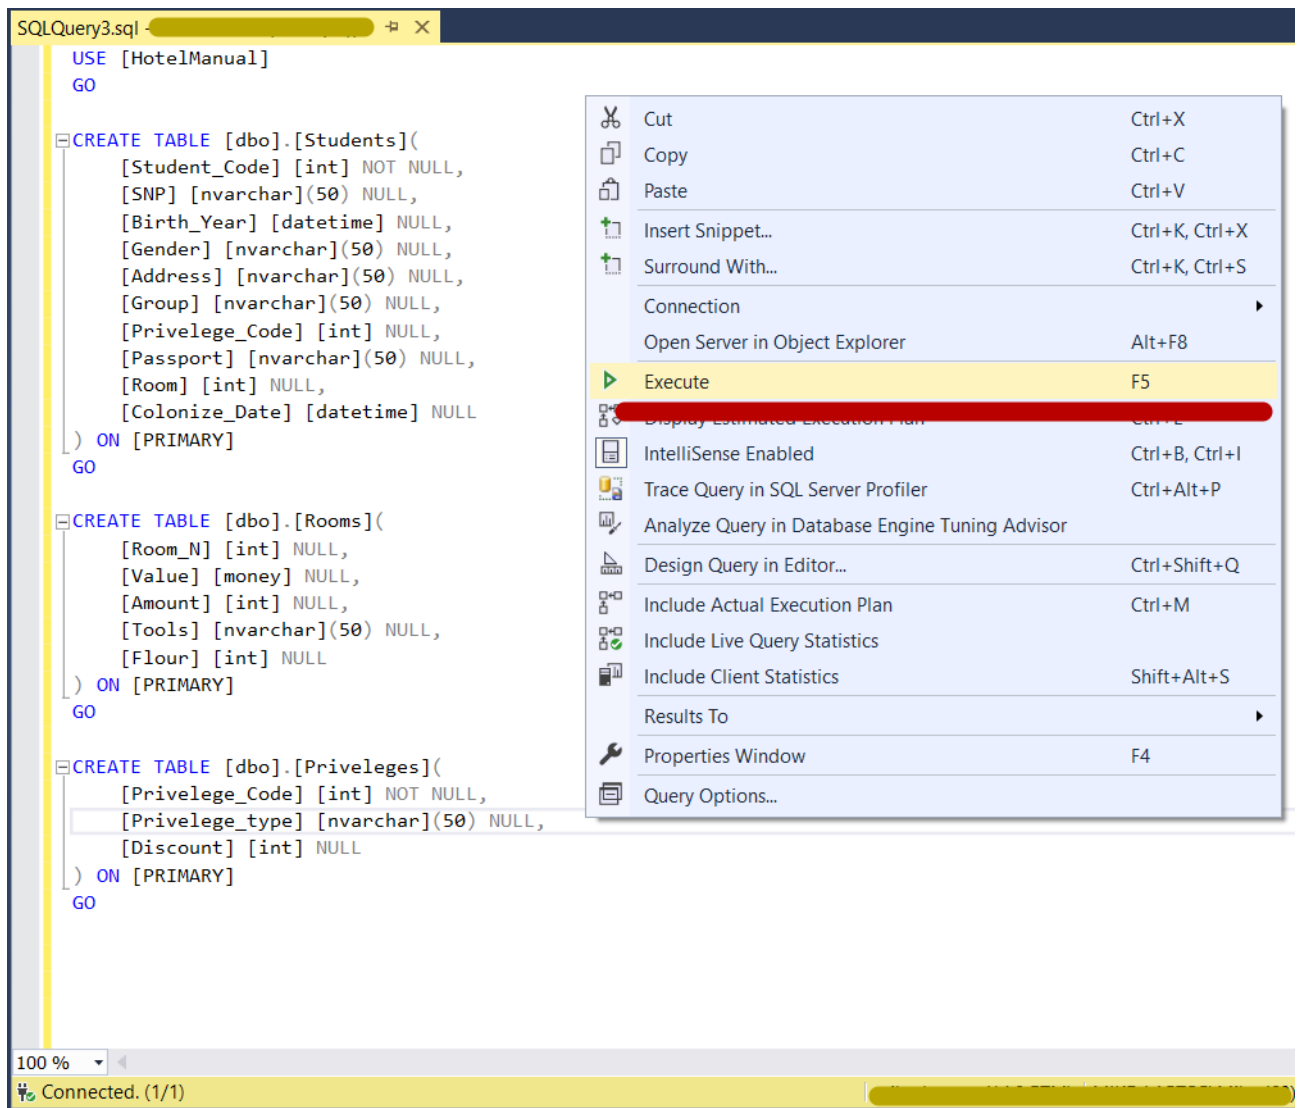 SQLQuery3.sql -
USE [HotelManual]
GO
CREATE TABLE [dbo].[Students](
[Student_Code] [int] NOT NULL,
[SNP] [nvarchar](50) NULL,
[Birth_Year] [datetime] NULL,
[Gender] [nvarchar](50) NULL,
[Address] [nvarchar](50) NULL,
[Group] [nvarchar](50) NULL,
[Privelege_Code] [int] NULL,
[Passport] [nvarchar](50) NULL,
[Room] [int] NULL,
[Colonize_Date] [datetime] NULL
) ON [PRIMARY]
GO
CREATE TABLE [dbo].[Rooms](
[Room_N] [int] NULL,
[Value] [money] NULL,
[Amount] [int] NULL,
[Tools] [nvarchar](50) NULL,
[Flour] [int] NULL
) ON [PRIMARY]
GO
CREATE TABLE [dbo].[Priveleges](
[Privelege_Code] [int] NOT NULL,
[Privelege_type] [nvarchar](50) NULL,
[Discount] [int] NULL
) ON [PRIMARY]
GO
Cut Ctrl+X
Copy Ctrl+C
Paste Ctrl+V
Insert Snippet... Ctrl+K, Ctrl+X
Surround With... Ctrl+K, Ctrl+S
Connection
Open Server in Object Explorer Alt+F8
Execute F5
Display Estimated Execution Plan Ctrl+L
IntelliSense Enabled Ctrl+B, Ctrl+I
Trace Query in SQL Server Profiler Ctrl+Alt+P
Analyze Query in Database Engine Tuning Advisor
Design Query in Editor... Ctrl+Shift+Q
Include Actual Execution Plan Ctrl+M
Include Live Query Statistics
Include Client Statistics Shift+Alt+S
Results To
Properties Window F4
Query Options...
100 %
Connected. (1/1)